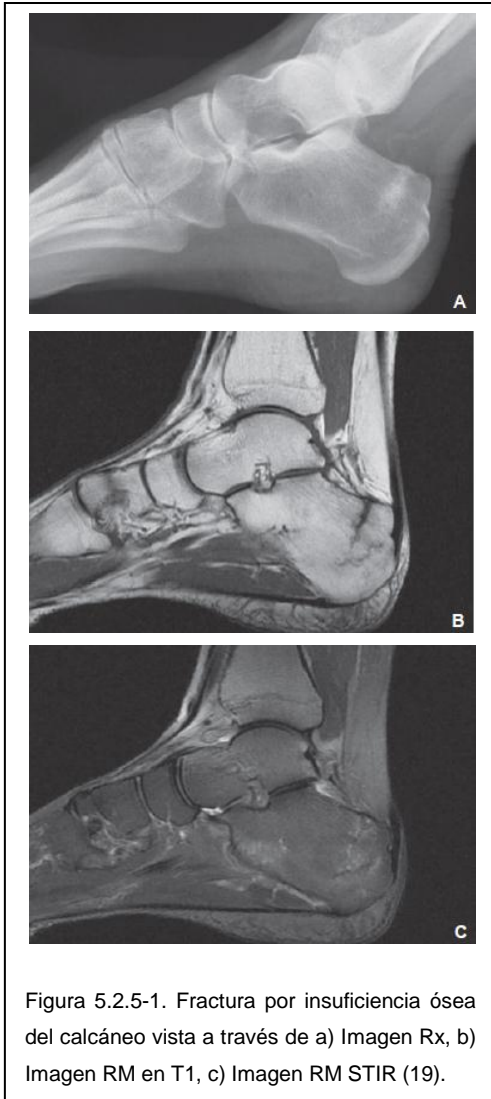 A
B
C
Figura 5.2.5-1. Fractura por insuficiencia ósea
del calcáneo vista a través de a) Imagen Rx, b)
Imagen RM en T1, c) Imagen RM STIR (19).